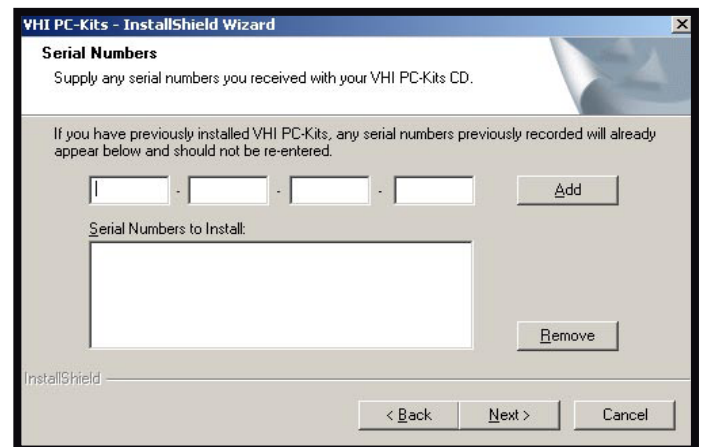 VHI PC-Kits - InstallShield Wizard
Serial Numbers
Supply any serial numbers you received with your VHI PC-Kits CD.
If you have previously installed VHI PC-Kits, any serial numbers previously recorded will already
appear below and should not be re-entered.
- - - Add
Serial Numbers to Install:
Remove
InstallShield
< Back Next > Cancel